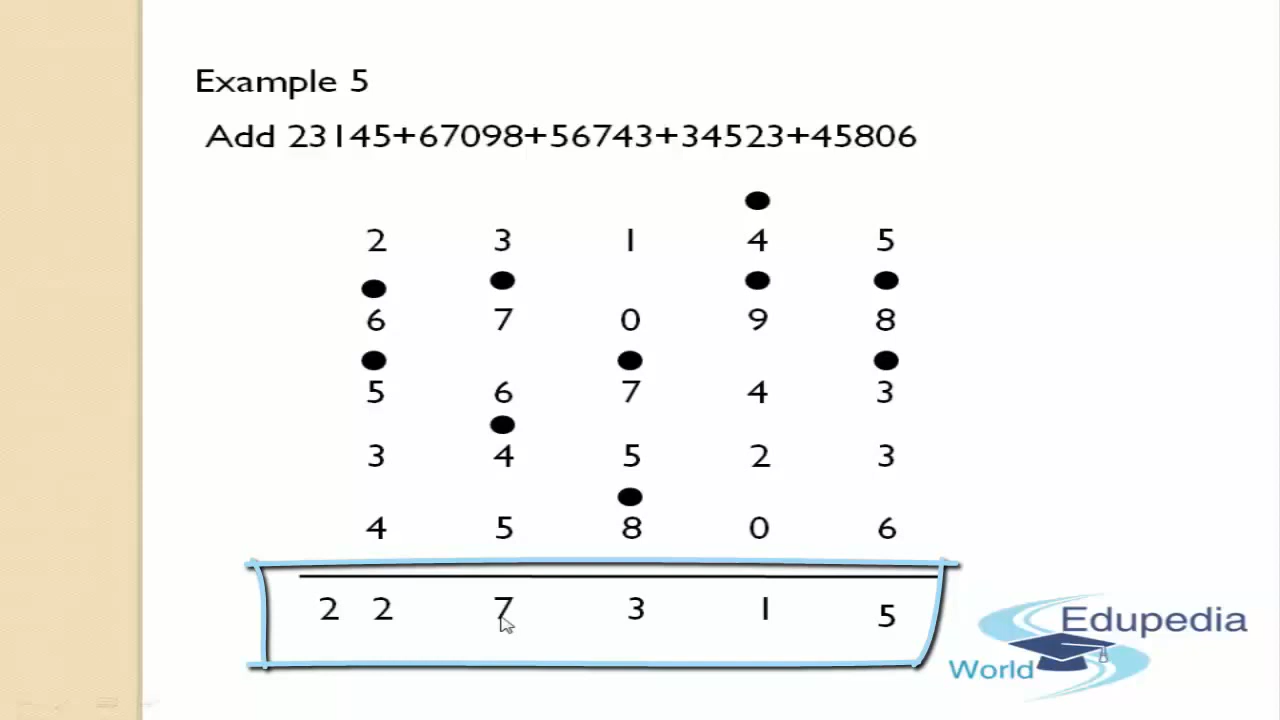 Example 5
Add 23145+67098+56743+34523+45806
2 3 1 4 5
6 7 0 9 8
5 6 7 4 3
3 4 5 2 3
4 5 8 0 6
2 2 7 3 1 5
Edupedia
World